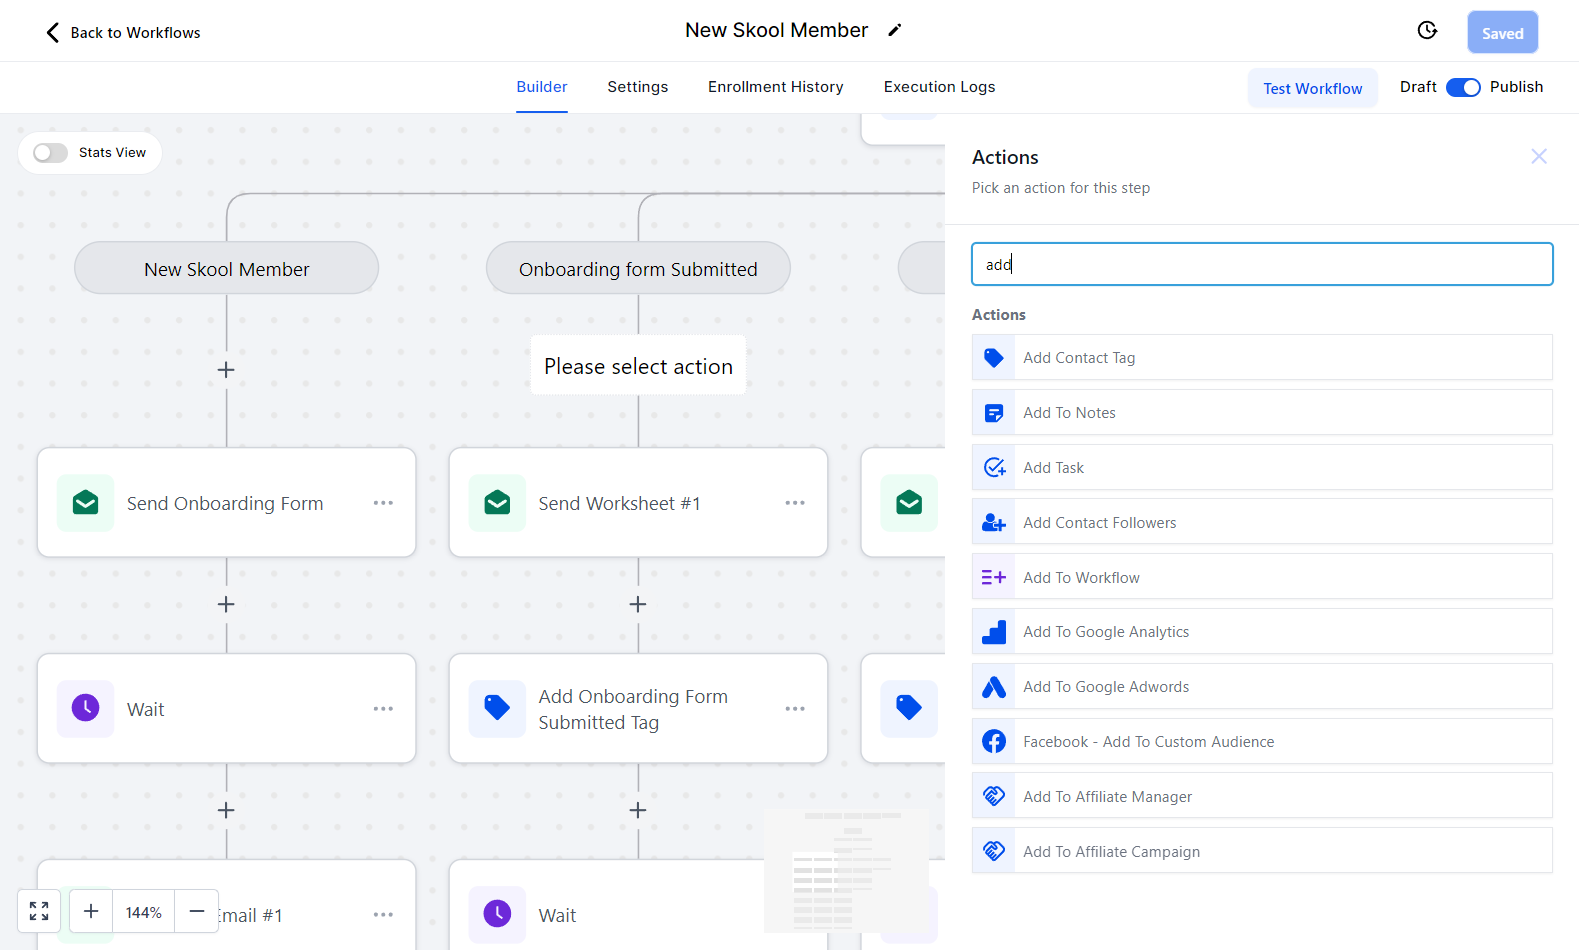 Back to Workflows
New Skool Member
Saved
Builder
Settings
Enrollment History
Execution Logs
Test Workflow
Draft
Publish
Stats View
New Skool Member
Onboarding form Submitted
Please select action
Send Onboarding Form
Send Worksheet #1
Wait
Add Onboarding Form
Submitted Tag
Email #1
Wait
144%
Actions
Pick an action for this step
add
Actions
Add Contact Tag
Add To Notes
Add Task
Add Contact Followers
Add To Workflow
Add To Google Analytics
Add To Google Adwords
Facebook - Add To Custom Audience
Add To Affiliate Manager
Add To Affiliate Campaign